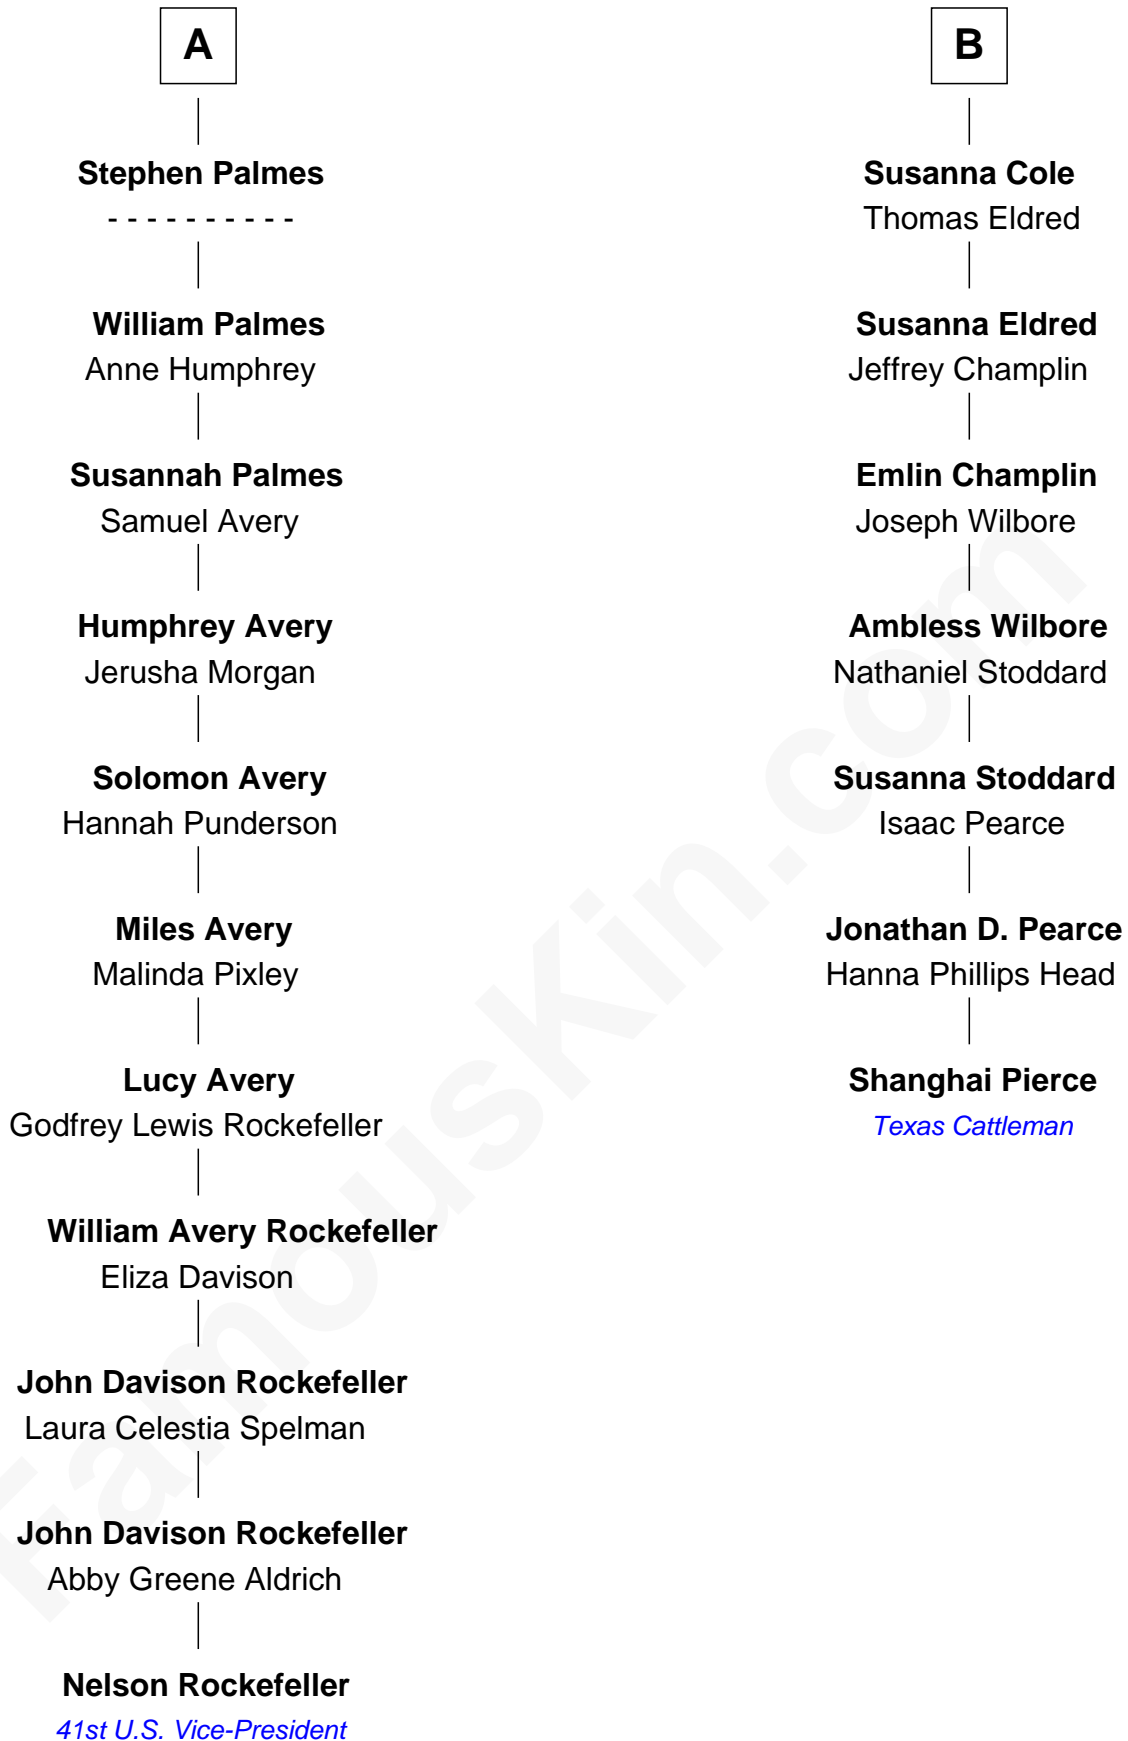 A
Stephen Palmes
- - - - - - - - - -
William Palmes
Anne Humphrey
Susannah Palmes
Samuel Avery
Humphrey Avery
Jerusha Morgan
Solomon Avery
Hannah Punderson
Miles Avery
Malinda Pixley
Lucy Avery
Godfrey Lewis Rockefeller
William Avery Rockefeller
Eliza Davison
John Davison Rockefeller
Laura Celestia Spelman
John Davison Rockefeller
Abby Greene Aldrich
Nelson Rockefeller
41st U.S. Vice-President
B
Susanna Cole
Thomas Eldred
Susanna Eldred
Jeffrey Champlin
Emlin Champlin
Joseph Wilbore
Ambless Wilbore
Nathaniel Stoddard
Susanna Stoddard
Isaac Pearce
Jonathan D. Pearce
Hanna Phillips Head
Shanghai Pierce
Texas Cattleman
FamousKin.com